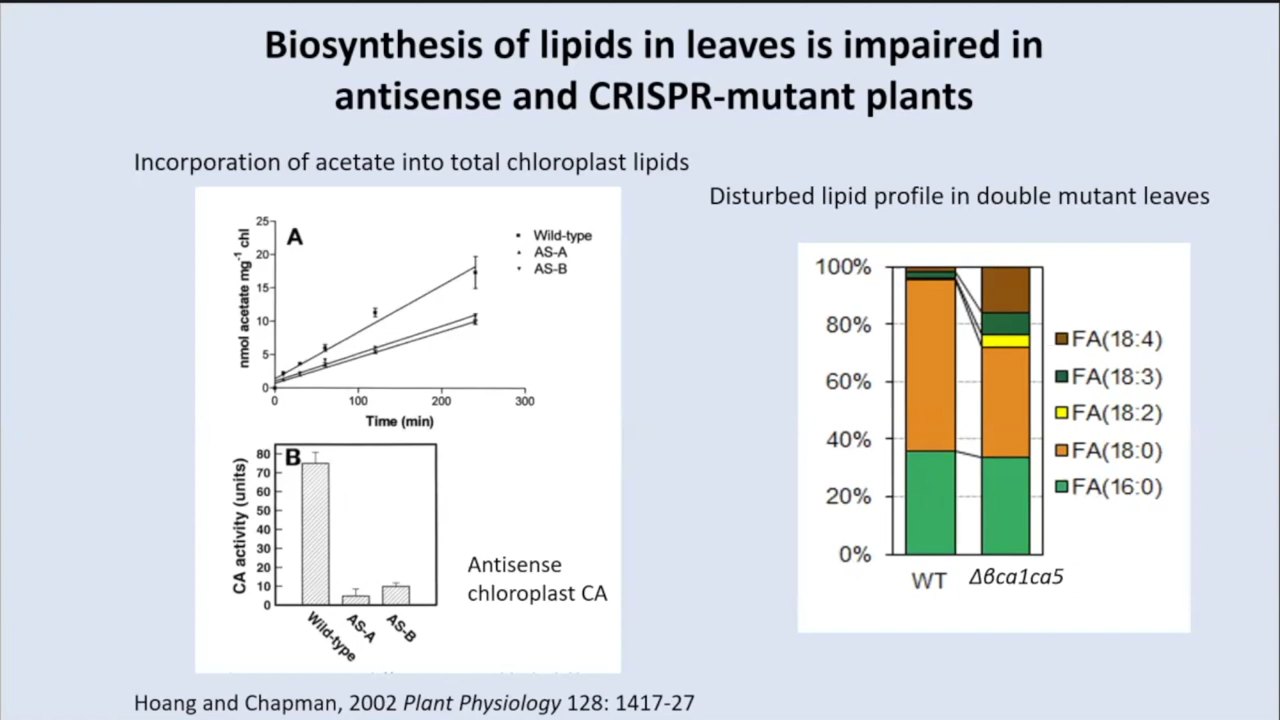 Biosynthesis of lipids in leaves is impaired in
antisense and CRISPR-mutant plants
Incorporation of acetate into total chloroplast lipids
A
nmol acetate mg⁻¹ chl
25
20
15
10
5
0
0 100 200 300
Time (min)
Wild-type
AS-A
AS-B
B
CA activity (units)
80
70
60
50
40
30
20
10
0
Wild-type
AS-A
AS-B
Antisense
chloroplast CA
Disturbed lipid profile in double mutant leaves
100%
80%
60%
40%
20%
0%
WT Δβca1ca5
FA(18:4)
FA(18:3)
FA(18:2)
FA(18:0)
FA(16:0)
Hoang and Chapman, 2002 Plant Physiology 128: 1417-27